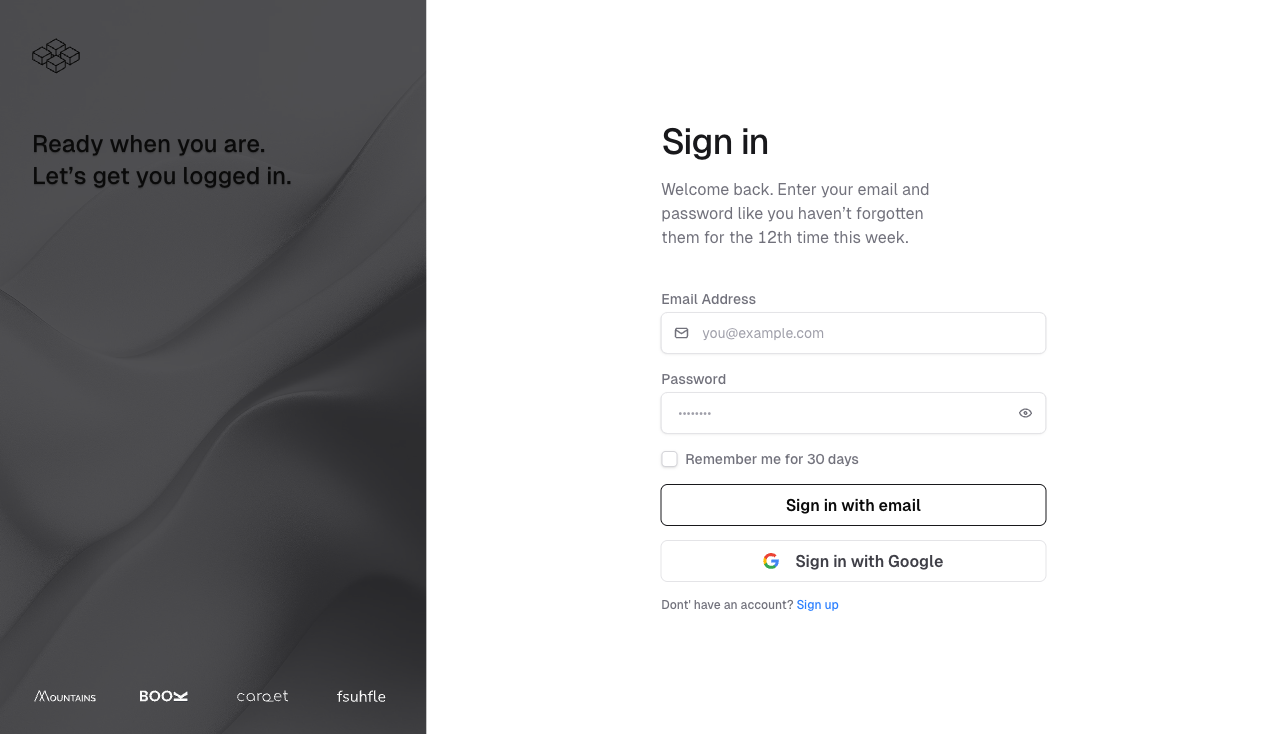 Ready when you are.
Let’s get you logged in.
MOUNTAINS
BOOK
carpet
fsuhfle
Sign in
Welcome back. Enter your email and
password like you haven’t forgotten
them for the 12th time this week.
Email Address
you@example.com
Password
••••••••
Remember me for 30 days
Sign in with email
Sign in with Google
Dont' have an account? Sign up